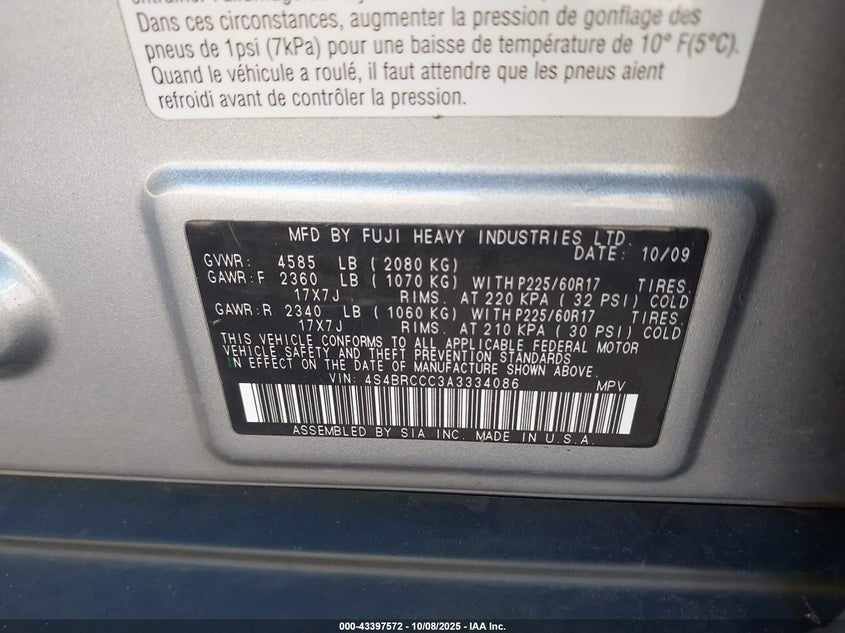 Dans ces circonstances, augmenter la pression de gonflage des
pneus de 1psi (7kPa) pour une baisse de température de 10° F(5°C).
Quand le véhicule a roulé, il faut attendre que les pneus aient
refroidi avant de contrôler la pression.
MFD BY FUJI HEAVY INDUSTRIES LTD.
DATE: 10/09
GVWR: 4585 LB ( 2080 KG)
GAWR:F 2360 LB ( 1070 KG) WITH P225/60R17 TIRES,
17X7J RIMS, AT 220 KPA ( 32 PSI) COLD
GAWR:R 2340 LB ( 1060 KG) WITH P225/60R17 TIRES,
17X7J RIMS, AT 210 KPA ( 30 PSI) COLD
THIS VEHICLE CONFORMS TO ALL APPLICABLE FEDERAL MOTOR
VEHICLE SAFETY AND THEFT PREVENTION STANDARDS
IN EFFECT ON THE DATE OF MANUFACTURE SHOWN ABOVE.
VIN: 4S4BRCCC3A3334086 MPV
ASSEMBLED BY SIA INC. MADE IN U.S.A.
000-43397572 - 10/08/2025 - IAA Inc.